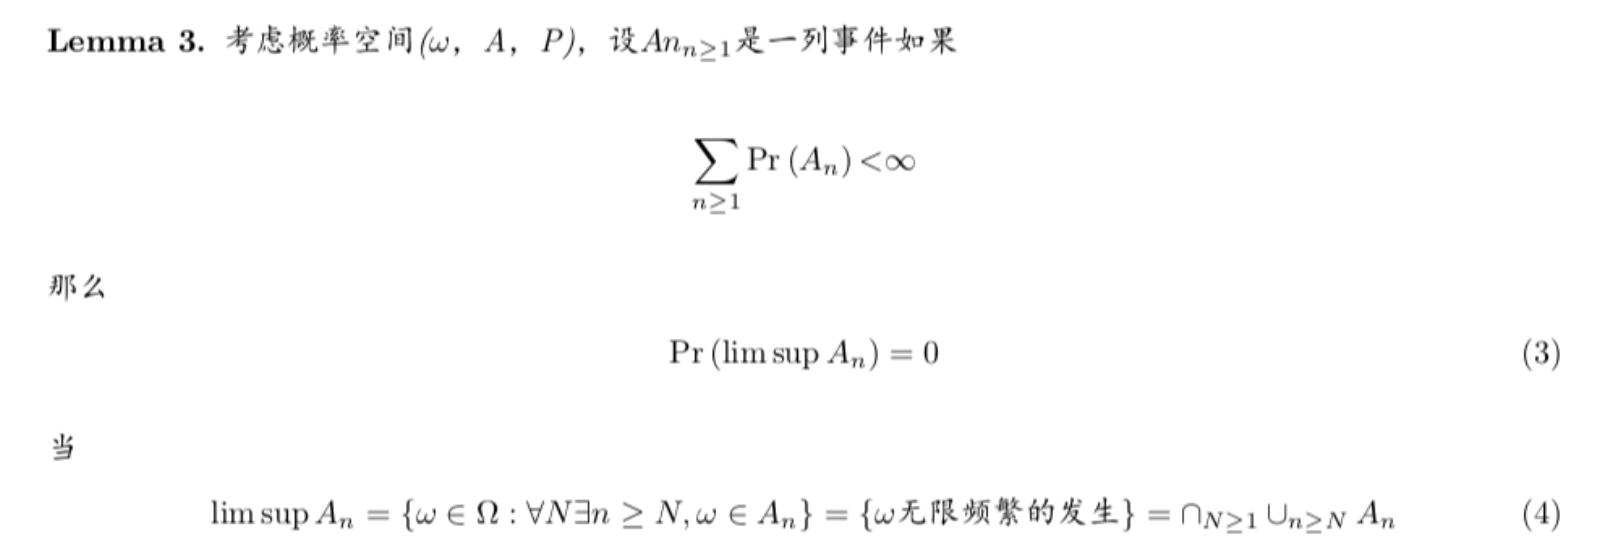 Lemma 3. 考虑概率空间(ω, A, P), 设An_{n≥1}是一列事件如果
∑_{n≥1} Pr (A_n) <∞
那么
Pr (lim sup A_n) = 0 (3)
当
lim sup A_n = {ω ∈ Ω : ∀N∃n ≥ N, ω ∈ A_n} = {ω无限频繁的发生} = ∩_{N≥1} ∪_{n≥N} A_n (4)